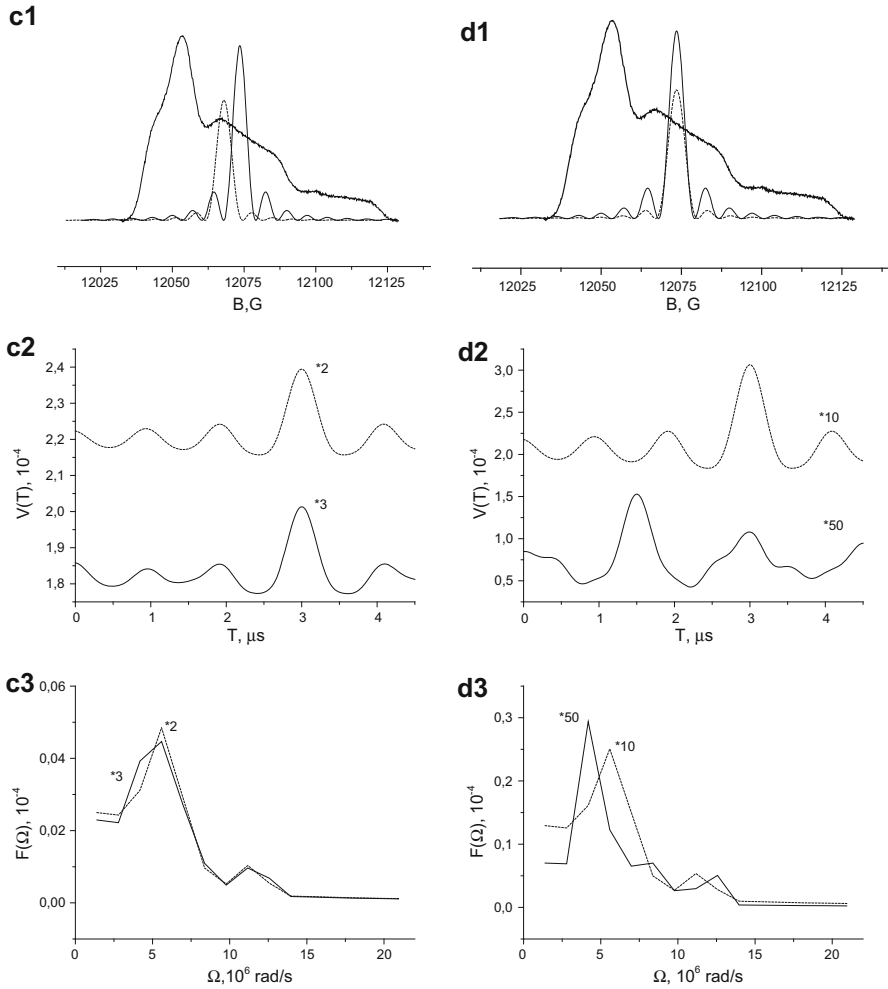 c1
12025 12050 12075 12100 12125
B,G
d1
12025 12050 12075 12100 12125
B, G
c2
2,4
2,3
2,2
2,1
2,0
1,9
1,8
V(T), 10⁻⁴
*2
*3
0 1 2 3 4
T, μs
d2
3,0
2,5
2,0
1,5
1,0
0,5
V(T), 10⁻⁴
*10
*50
0 1 2 3 4
T, μs
c3
0,06
0,04
0,02
0,00
F(Ω), 10⁻⁴
*2
*3
0 5 10 15 20
Ω,10⁶ rad/s
d3
0,3
0,2
0,1
0,0
F(Ω), 10⁻⁴
*50
*10
0 5 10 15 20
Ω, 10⁶ rad/s